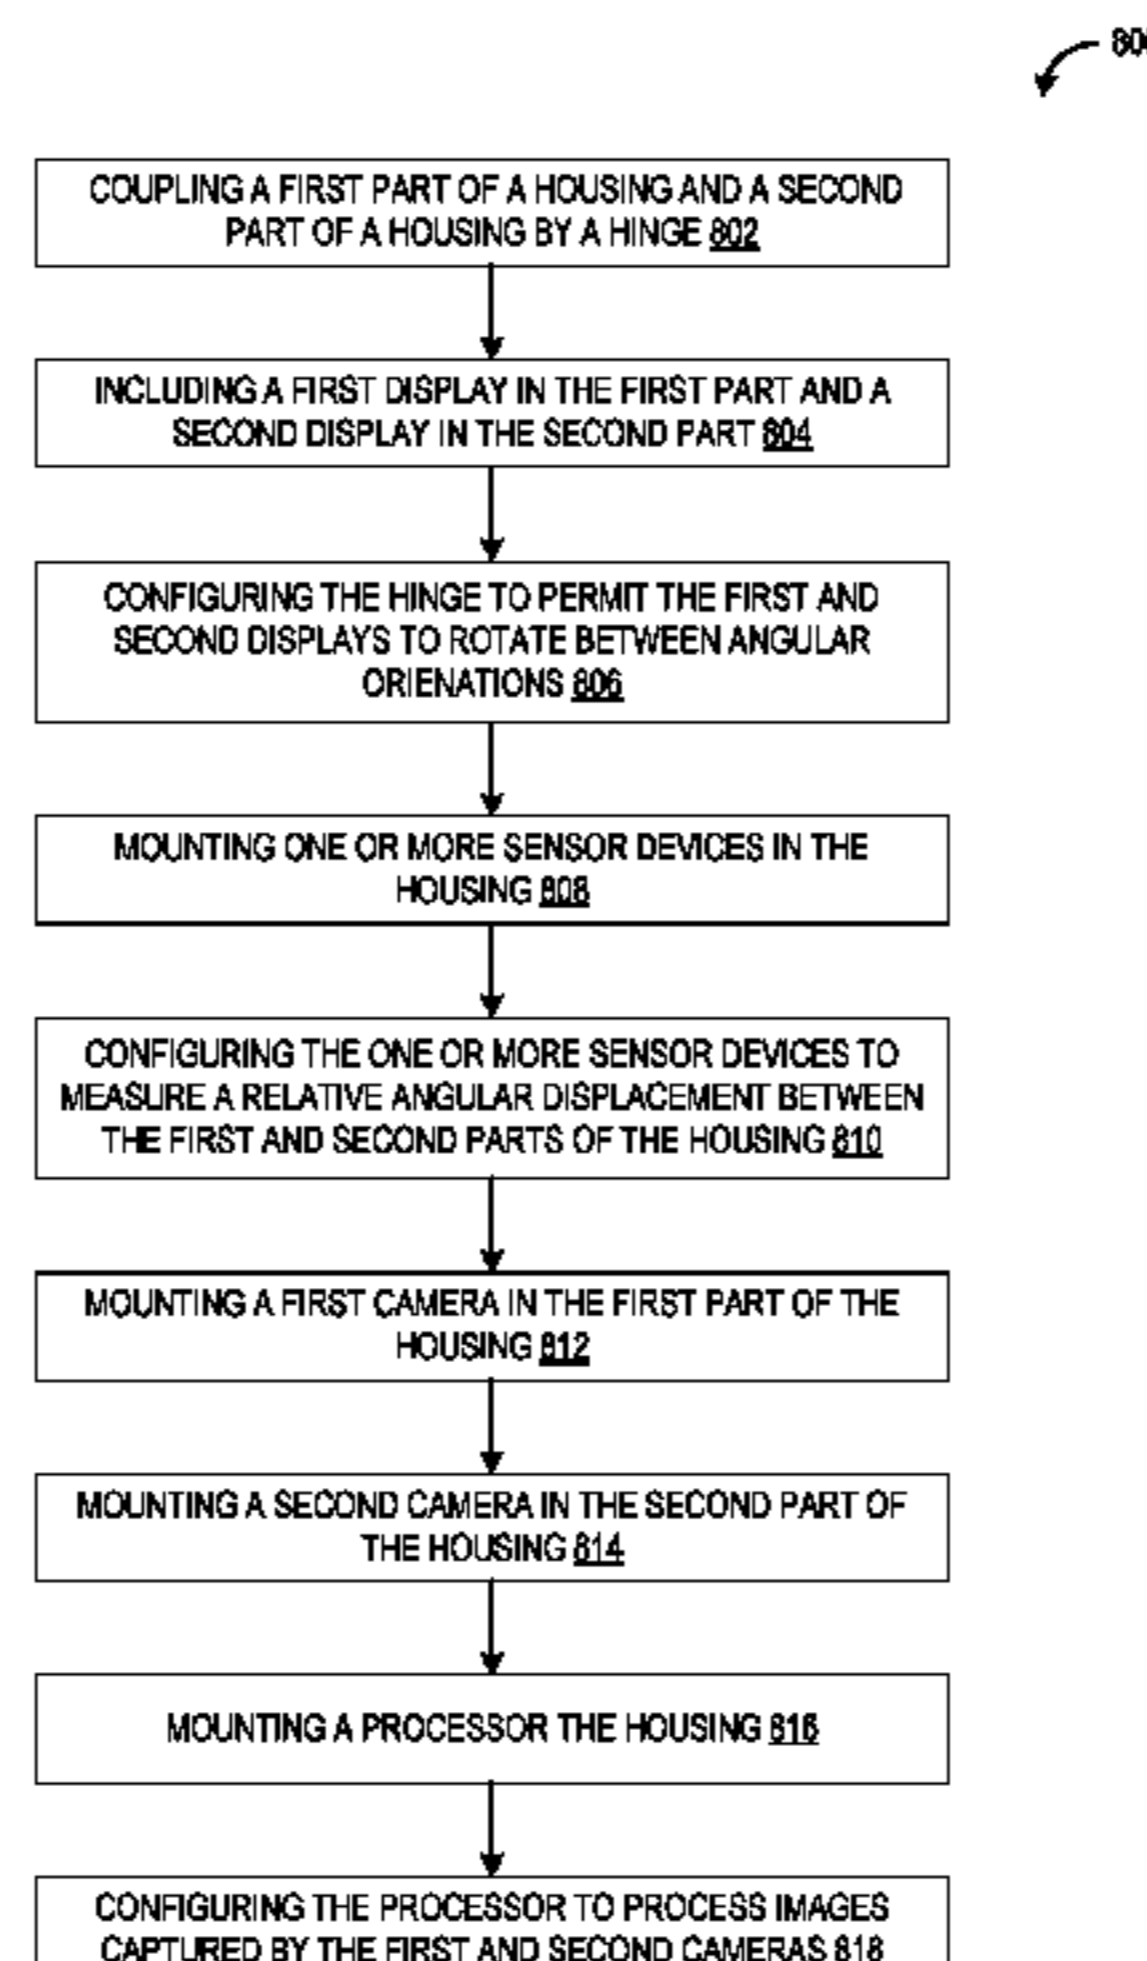 COUPLING A FIRST PART OF A HOUSING AND A SECOND
PART OF A HOUSING BY A HINGE 802
INCLUDING A FIRST DISPLAY IN THE FIRST PART AND A
SECOND DISPLAY IN THE SECOND PART 804
CONFIGURING THE HINGE TO PERMIT THE FIRST AND
SECOND DISPLAYS TO ROTATE BETWEEN ANGULAR
ORIENATIONS 806
MOUNTING ONE OR MORE SENSOR DEVICES IN THE
HOUSING 808
CONFIGURING THE ONE OR MORE SENSOR DEVICES TO
MEASURE A RELATIVE ANGULAR DISPLACEMENT BETWEEN
THE FIRST AND SECOND PARTS OF THE HOUSING 810
MOUNTING A FIRST CAMERA IN THE FIRST PART OF THE
HOUSING 812
MOUNTING A SECOND CAMERA IN THE SECOND PART OF
THE HOUSING 814
MOUNTING A PROCESSOR THE HOUSING 816
CONFIGURING THE PROCESSOR TO PROCESS IMAGES
CAPTURED BY THE FIRST AND SECOND CAMERAS 818